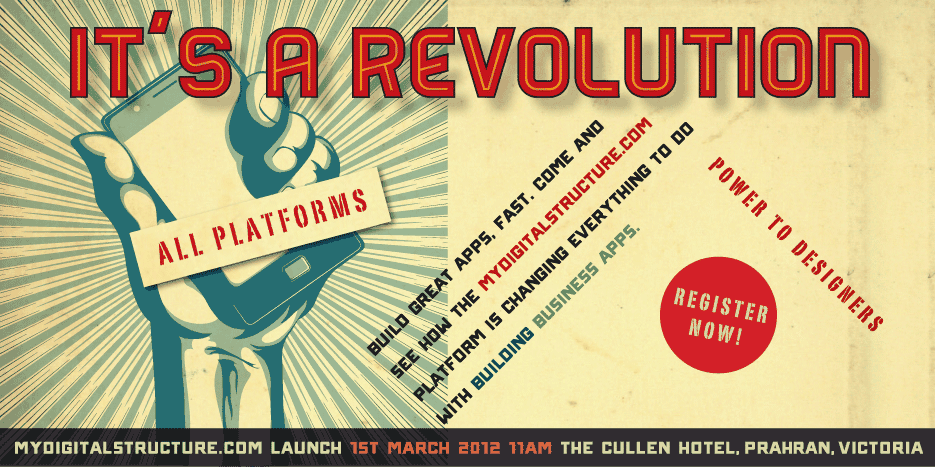 IT'S A REVOLUTION
ALL PLATFORMS
BUILD GREAT APPS. FAST. COME AND
SEE HOW THE MYDIGITALSTRUCTURE.COM
PLATFORM IS CHANGING EVERYTHING TO DO
WITH BUILDING BUSINESS APPS.
POWER TO DESIGNERS
REGISTER
NOW!
MYDIGITALSTRUCTURE.COM LAUNCH 1ST MARCH 2012 11AM THE CULLEN HOTEL, PRAHRAN, VICTORIA